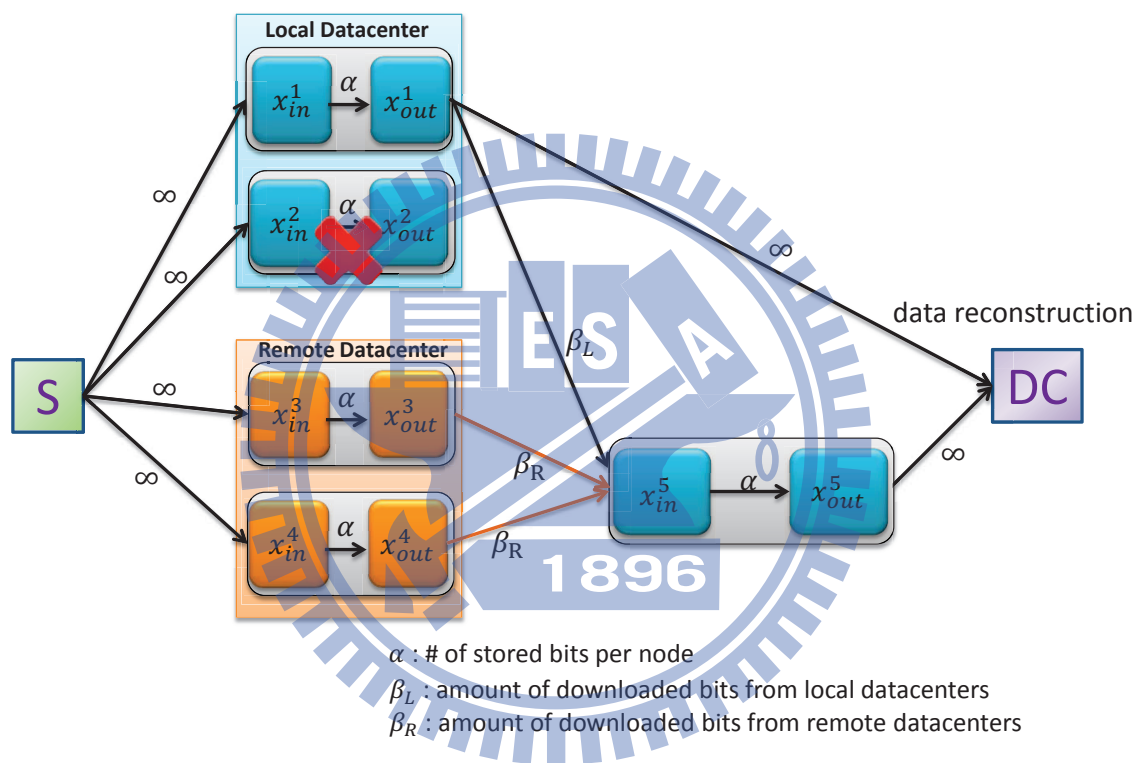 Local Datacenter
x_in^1 α x_out^1
x_in^2 α x_out^2
∞
∞
∞
∞
∞
∞
data reconstruction
S
DC
β_L
Remote Datacenter
x_in^3 α x_out^3
x_in^4 α x_out^4
β_R
β_R
x_in^5 α x_out^5
E S A
8
1896
α : # of stored bits per node
β_L : amount of downloaded bits from local datacenters
β_R : amount of downloaded bits from remote datacenters